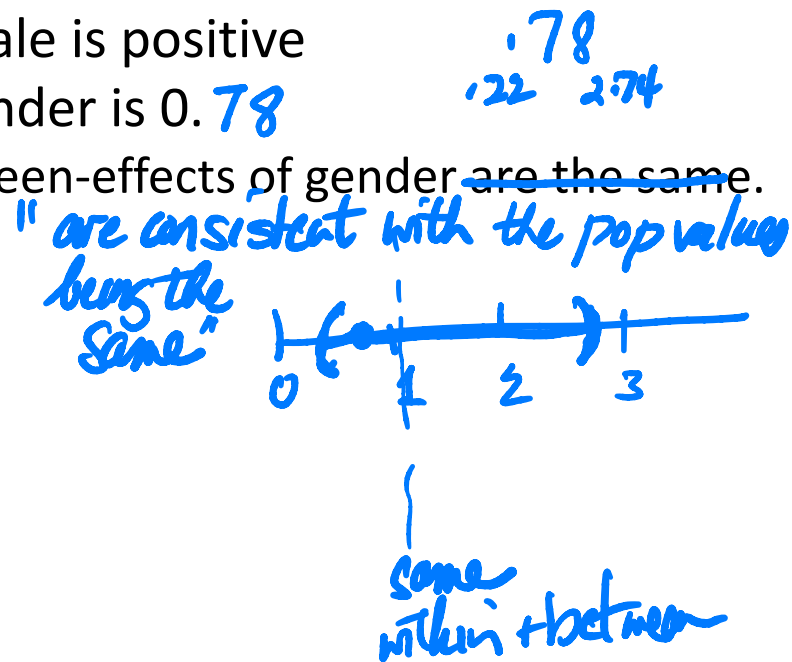 ale is positive
.78
.22 2.74
nder is 0.78
een-effects of gender are the same.
"are consistent with the pop values
being the
same"
0 1 2 3
same
within + between